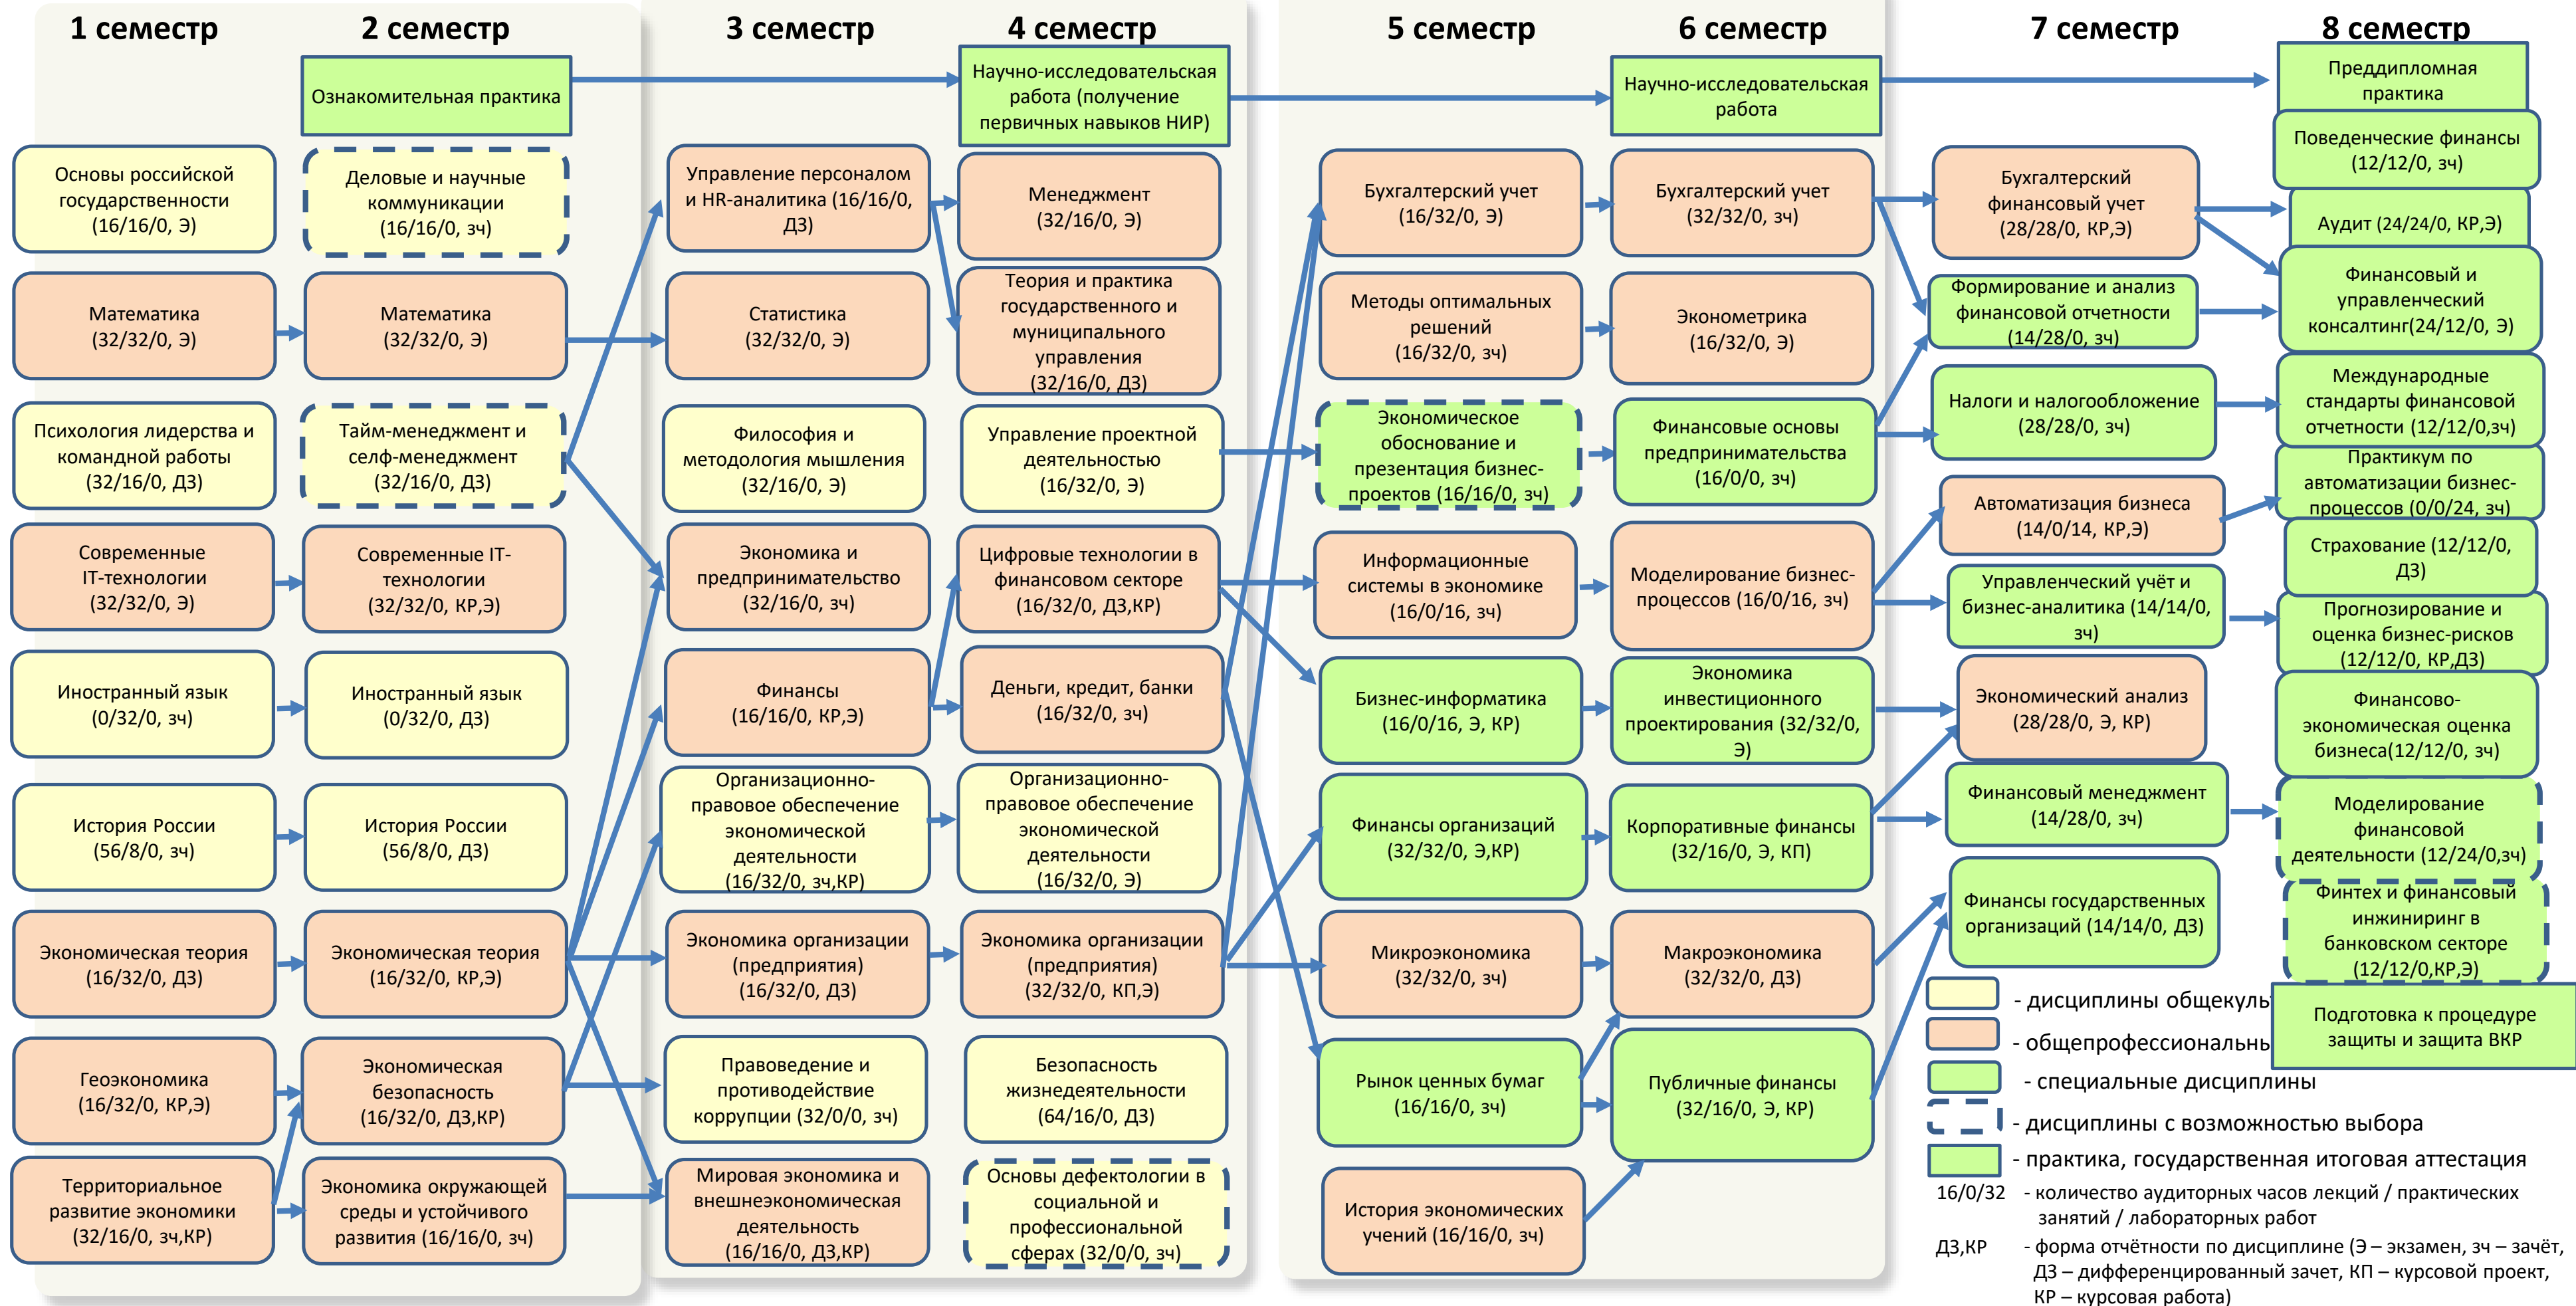 1 семестр
2 семестр
3 семестр
4 семестр
5 семестр
6 семестр
7 семестр
8 семестр
Ознакомительная практика
Основы российской
государственности
(16/16/0, Э)
Деловые и научные
коммуникации
(16/16/0, зч)
Математика
(32/32/0, Э)
Математика
(32/32/0, Э)
Психология лидерства и
командной работы
(32/16/0, ДЗ)
Тайм-менеджмент и
селф-менеджмент
(32/16/0, ДЗ)
Современные
IT-технологии
(32/32/0, Э)
Современные IT-
технологии
(32/32/0, КР,Э)
Иностранный язык
(0/32/0, зч)
Иностранный язык
(0/32/0, ДЗ)
История России
(56/8/0, зч)
История России
(56/8/0, ДЗ)
Экономическая теория
(16/32/0, ДЗ)
Экономическая теория
(16/32/0, КР,Э)
Геоэкономика
(16/32/0, КР,Э)
Экономическая
безопасность
(16/32/0, ДЗ,КР)
Территориальное
развитие экономики
(32/16/0, зч,КР)
Экономика окружающей
среды и устойчивого
развития (16/16/0, зч)
Научно-исследовательская
работа (получение
первичных навыков НИР)
Управление персоналом
и HR-аналитика (16/16/0,
ДЗ)
Менеджмент
(32/16/0, Э)
Статистика
(32/32/0, Э)
Теория и практика
государственного и
муниципального
управления
(32/16/0, ДЗ)
Философия и
методология мышления
(32/16/0, Э)
Управление проектной
деятельностью
(16/32/0, Э)
Экономика и
предпринимательство
(32/16/0, зч)
Цифровые технологии в
финансовом секторе
(16/32/0, ДЗ,КР)
Финансы
(16/16/0, КР,Э)
Деньги, кредит, банки
(16/32/0, зч)
Организационно-
правовое обеспечение
экономической
деятельности
(16/32/0, зч,КР)
Организационно-
правовое обеспечение
экономической
деятельности
(16/32/0, Э)
Экономика организации
(предприятия)
(16/32/0, ДЗ)
Экономика организации
(предприятия)
(32/32/0, КП,Э)
Правоведение и
противодействие
коррупции (32/0/0, зч)
Безопасность
жизнедеятельности
(64/16/0, ДЗ)
Мировая экономика и
внешнеэкономическая
деятельность
(16/16/0, ДЗ,КР)
Основы дефектологии в
социальной и
профессиональной
сферах (32/0/0, зч)
Научно-исследовательская
работа
Бухгалтерский учет
(16/32/0, Э)
Бухгалтерский учет
(32/32/0, зч)
Методы оптимальных
решений
(16/32/0, зч)
Эконометрика
(16/32/0, Э)
Экономическое
обоснование и
презентация бизнес-
проектов (16/16/0, зч)
Финансовые основы
предпринимательства
(16/0/0, зч)
Информационные
системы в экономике
(16/0/16, зч)
Моделирование бизнес-
процессов (16/0/16, зч)
Бизнес-информатика
(16/0/16, Э, КР)
Экономика
инвестиционного
проектирования (32/32/0,
Э)
Финансы организаций
(32/32/0, Э,КР)
Корпоративные финансы
(32/16/0, Э, КП)
Микроэкономика
(32/32/0, зч)
Макроэкономика
(32/32/0, ДЗ)
Рынок ценных бумаг
(16/16/0, зч)
Публичные финансы
(32/16/0, Э, КР)
История экономических
учений (16/16/0, зч)
Преддипломная
практика
Поведенческие финансы
(12/12/0, зч)
Бухгалтерский
финансовый учет
(28/28/0, КР,Э)
Аудит (24/24/0, КР,Э)
Формирование и анализ
финансовой отчетности
(14/28/0, зч)
Финансовый и
управленческий
консалтинг(24/12/0, Э)
Налоги и налогообложение
(28/28/0, зч)
Международные
стандарты финансовой
отчетности (12/12/0,зч)
Автоматизация бизнеса
(14/0/14, КР,Э)
Практикум по
автоматизации бизнес-
процессов (0/0/24, зч)
Страхование (12/12/0,
ДЗ)
Управленческий учёт и
бизнес-аналитика (14/14/0,
зч)
Прогнозирование и
оценка бизнес-рисков
(12/12/0, КР,ДЗ)
Экономический анализ
(28/28/0, Э, КР)
Финансово-
экономическая оценка
бизнеса(12/12/0, зч)
Финансовый менеджмент
(14/28/0, зч)
Моделирование
финансовой
деятельности (12/24/0,зч)
Финансы государственных
организаций (14/14/0, ДЗ)
Финтех и финансовый
инжиниринг в
банковском секторе
(12/12/0,КР,Э)
Подготовка к процедуре
защиты и защита ВКР
- дисциплины общекуль
- общепрофессиональны
- специальные дисциплины
- дисциплины с возможностью выбора
- практика, государственная итоговая аттестация
16/0/32 - количество аудиторных часов лекций / практических
занятий / лабораторных работ
ДЗ,КР - форма отчётности по дисциплине (Э – экзамен, зч – зачёт,
ДЗ – дифференцированный зачет, КП – курсовой проект,
КР – курсовая работа)